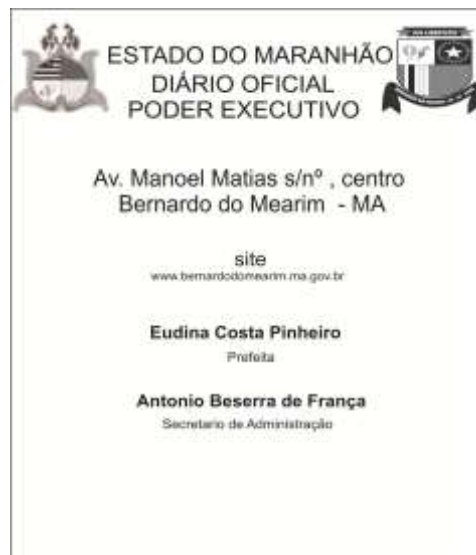 ESTADO DO MARANHÃO
DIÁRIO OFICIAL
PODER EXECUTIVO
Av. Manoel Matias s/nº , centro
Bernardo do Mearim - MA
site
www.bernardodomearim.ma.gov.br
Eudina Costa Pinheiro
Prefeita
Antonio Beserra de França
Secretario de Administração